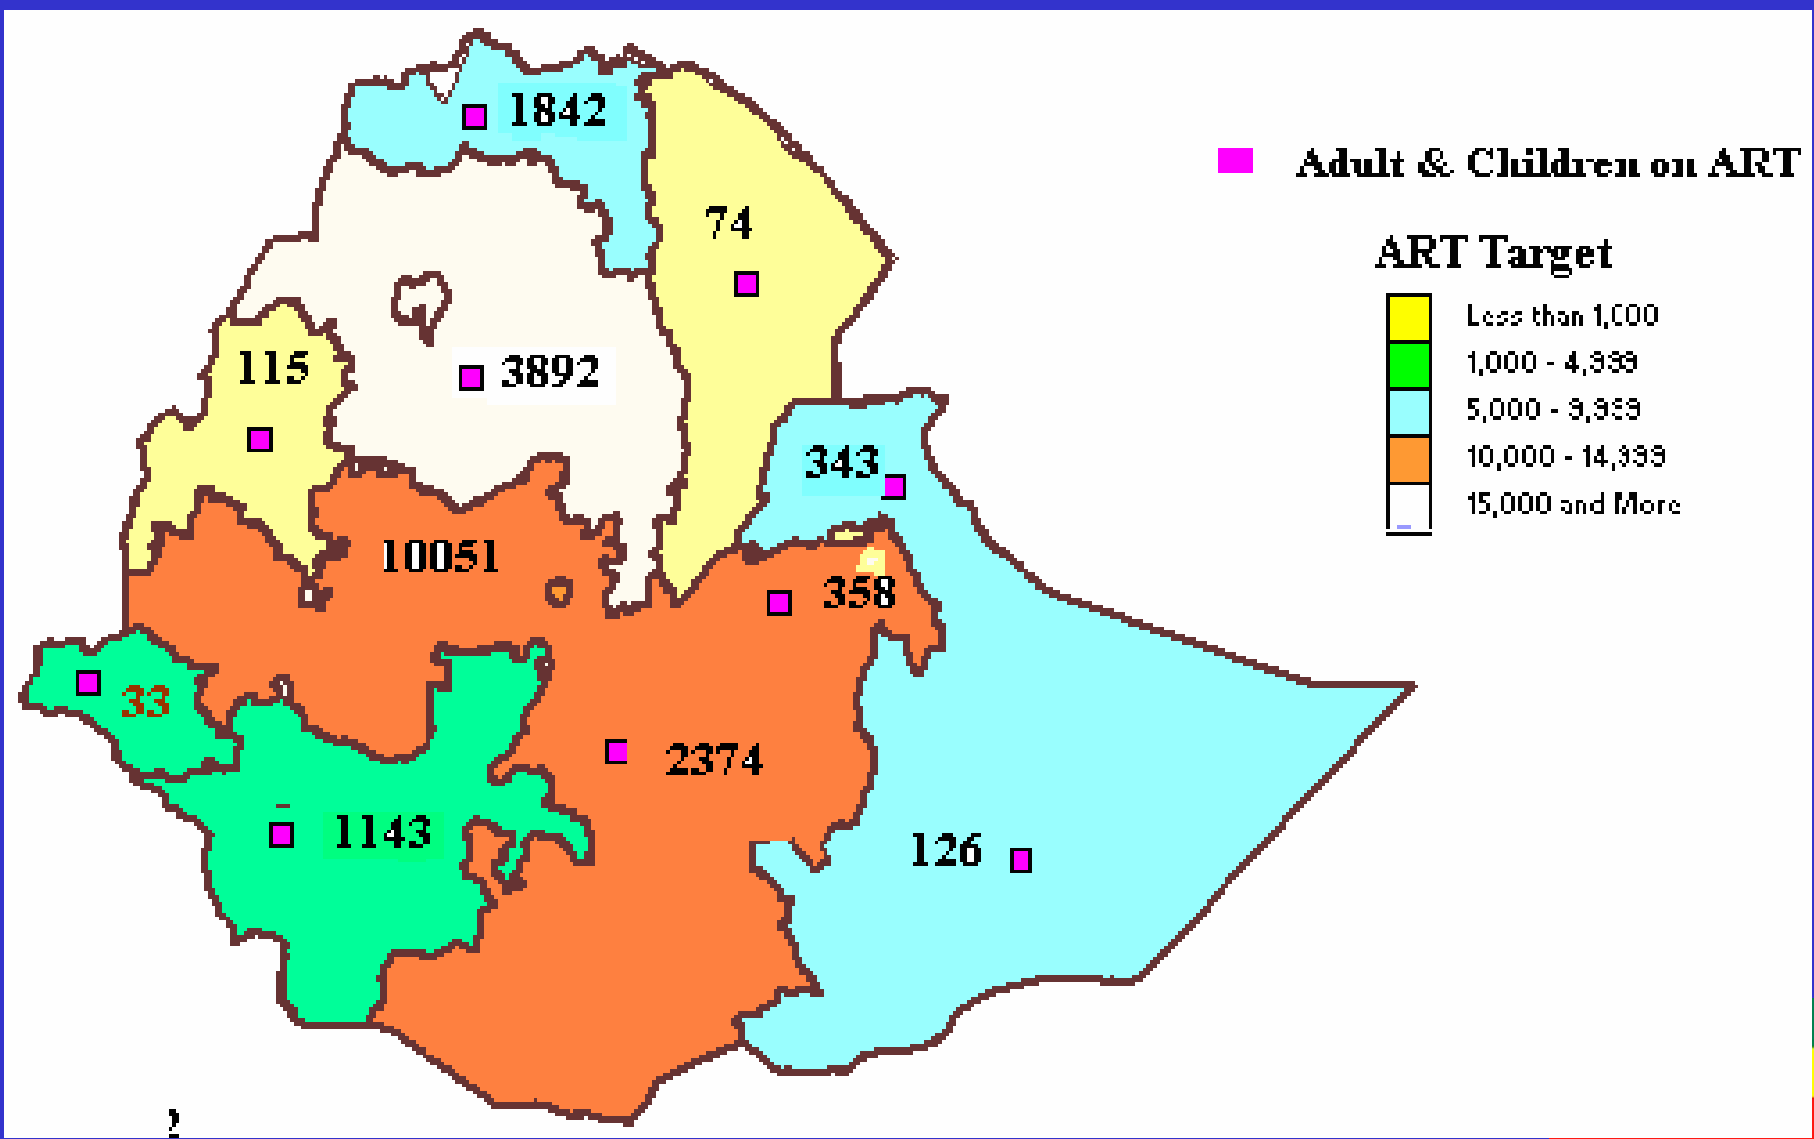 1842
Adult & Children on ART
74
ART Target
Less than 1,000
115
3892
1,000 - 4,999
5,000 - 9,999
343
10,000 - 14,999
15,000 and More
10051
358
33
2374
1143
126
2